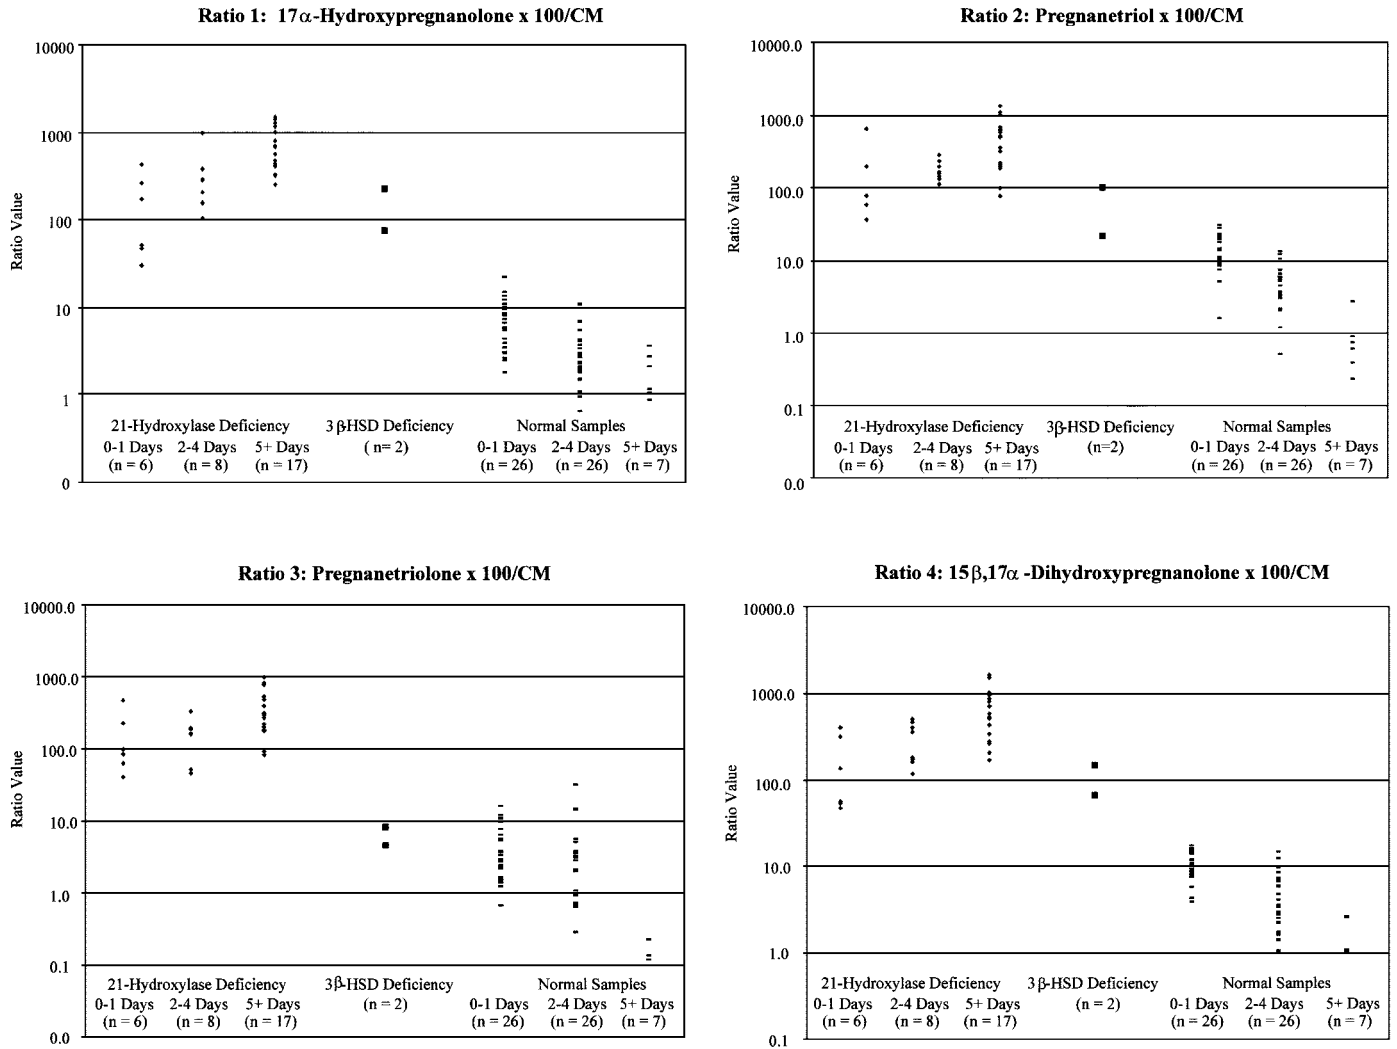 Ratio 1: 17α-Hydroxypregnanolone x 100/CM
10000
1000
100
10
1
0
Ratio Value
21-Hydroxylase Deficiency 3β-HSD Deficiency Normal Samples
0-1 Days 2-4 Days 5+ Days ( n= 2) 0-1 Days 2-4 Days 5+ Days
(n = 6) (n = 8) (n = 17) (n = 26) (n = 26) (n = 7)
Ratio 2: Pregnanetriol x 100/CM
10000.0
1000.0
100.0
10.0
1.0
0.1
0.0
Ratio Value
21-Hydroxylase Deficiency 3β-HSD Deficiency Normal Samples
0-1 Days 2-4 Days 5+ Days (n=2) 0-1 Days 2-4 Days 5+ Days
(n = 6) (n = 8) (n = 17) (n = 26) (n = 26) (n = 7)
Ratio 3: Pregnanetriolone x 100/CM
10000.0
1000.0
100.0
10.0
1.0
0.1
0.0
Ratio Value
21-Hydroxylase Deficiency 3β-HSD Deficiency Normal Samples
0-1 Days 2-4 Days 5+ Days (n = 2) 0-1 Days 2-4 Days 5+ Days
(n = 6) (n = 8) (n = 17) (n = 26) (n = 26) (n = 7)
Ratio 4: 15β,17α -Dihydroxypregnanolone x 100/CM
10000.0
1000.0
100.0
10.0
1.0
0.1
Ratio Value
21-Hydroxylase Deficiency 3β-HSD Deficiency Normal Samples
0-1 Days 2-4 Days 5+ Days (n = 2) 0-1 Days 2-4 Days 5+ Days
(n = 6) (n = 8) (n = 17) (n = 26) (n = 26) (n = 7)